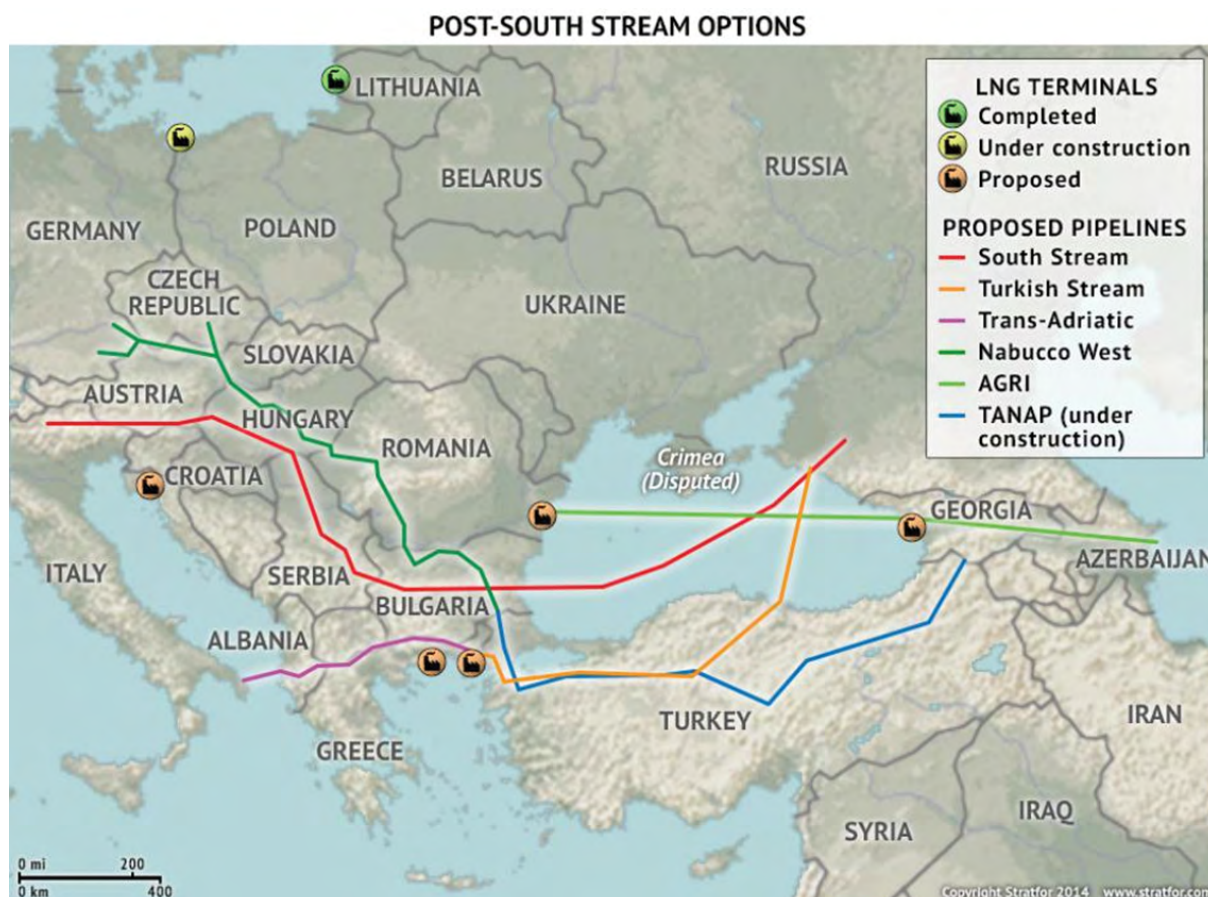 POST-SOUTH STREAM OPTIONS
LITHUANIA
BELARUS
RUSSIA
GERMANY
POLAND
CZECH
REPUBLIC
UKRAINE
SLOVAKIA
AUSTRIA
HUNGARY
ROMANIA
Crimea
(Disputed)
CROATIA
GEORGIA
AZERBAIJAN
ITALY
SERBIA
BULGARIA
ALBANIA
TURKEY
IRAN
GREECE
IRAQ
SYRIA
LNG TERMINALS
Completed
Under construction
Proposed
PROPOSED PIPELINES
South Stream
Turkish Stream
Trans-Adriatic
Nabucco West
AGRI
TANAP (under
construction)
0 mi 200
0 km 400
Copyright Stratfor 2014 www.stratfor.com